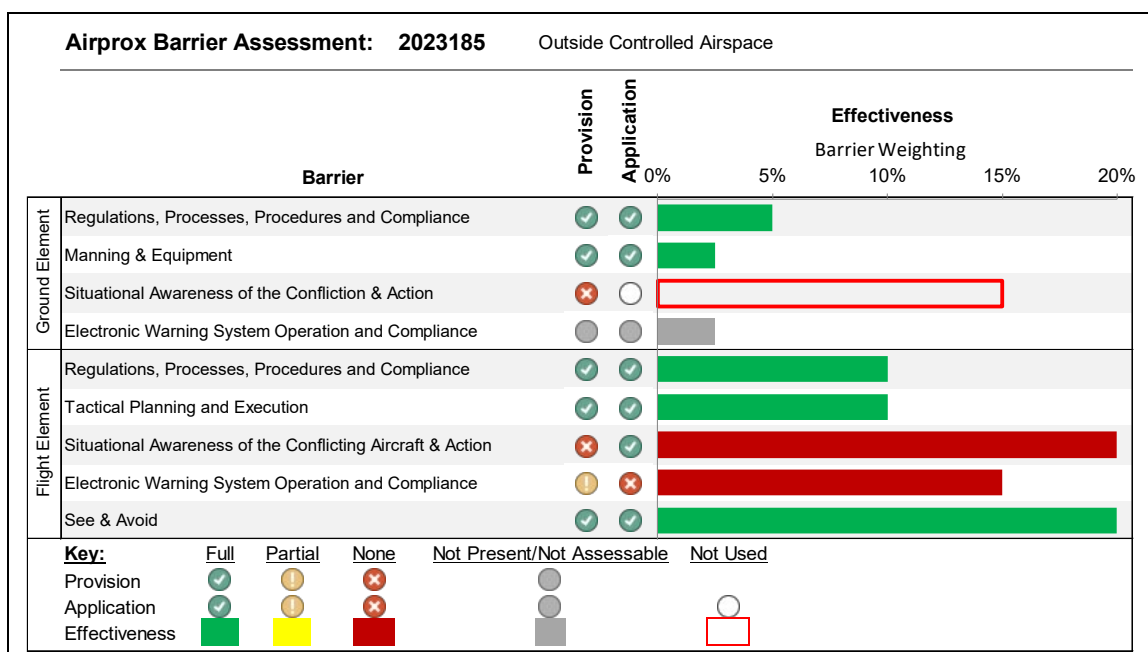 Airprox Barrier Assessment: 2023185 Outside Controlled Airspace
Barrier Provision Application Effectiveness
Barrier Weighting
0% 5% 10% 15% 20%
Ground Element
Regulations, Processes, Procedures and Compliance
Manning & Equipment
Situational Awareness of the Confliction & Action
Electronic Warning System Operation and Compliance
Flight Element
Regulations, Processes, Procedures and Compliance
Tactical Planning and Execution
Situational Awareness of the Conflicting Aircraft & Action
Electronic Warning System Operation and Compliance
See & Avoid
Key: Full Partial None Not Present/Not Assessable Not Used
Provision
Application
Effectiveness